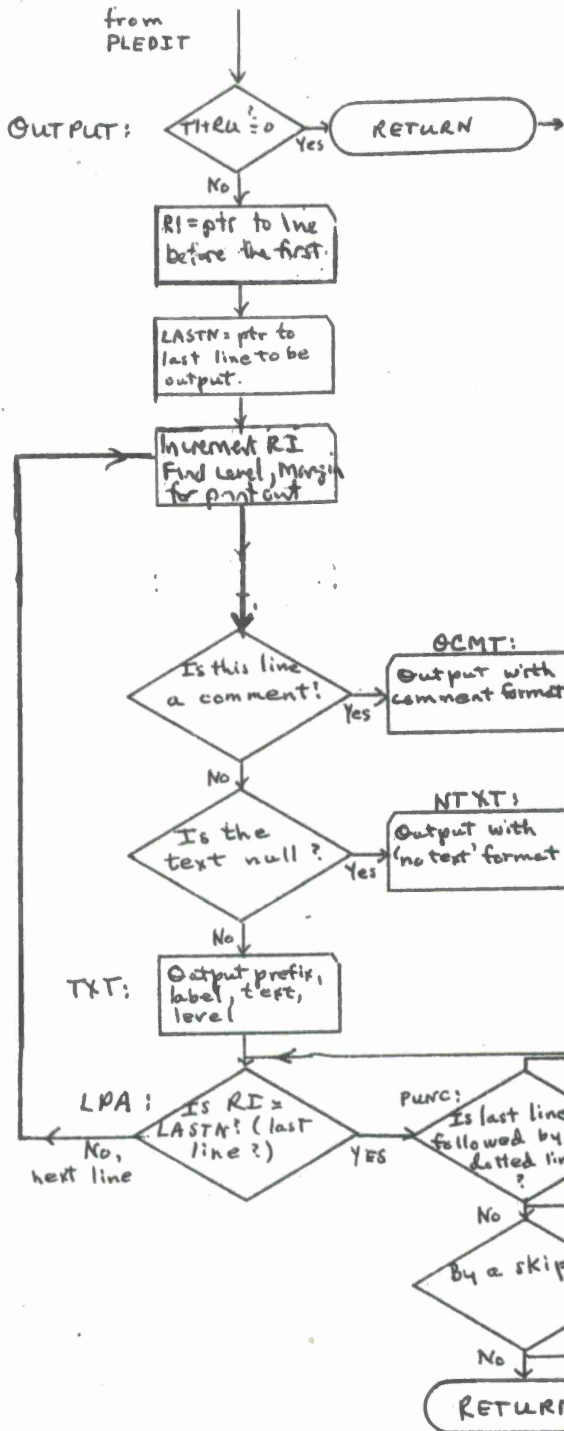 from
PLEDIT
OUTPUT:
THRU ?= 0
Yes
RETURN
No
R1 = ptr to line
before the first.
LASTN = ptr to
last line to be
output.
Increment R1
Find Level, Margin
for printout
Is this line
a comment?
Yes
OCMT:
Output with
comment format
No
Is the
text null?
Yes
NTXT:
Output with
'no text' format
No
TXT:
Output prefix,
label, text,
level
LPA:
Is R1 =
LASTN? (last
line?)
No,
next line
YES
PUNC:
Is last line
followed by
dotted lin
?
No
By a skip
No
RETURN